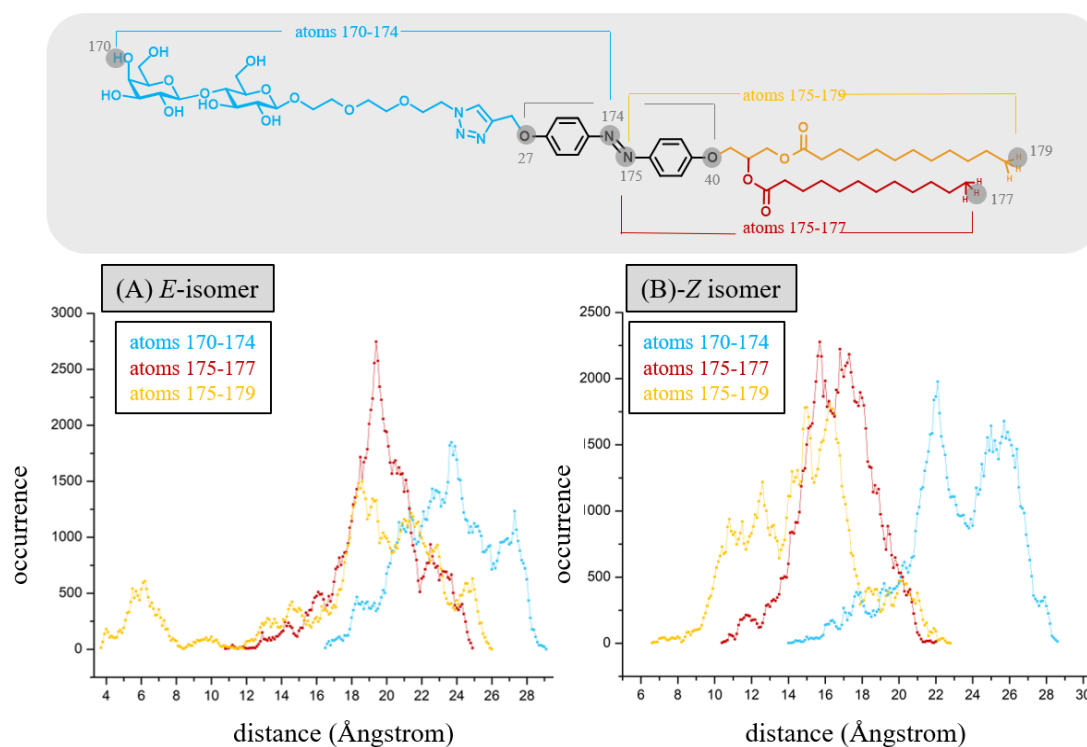 atoms 170-174
170
HO
OH
OH
OH
HO
O
O
O
O
HO
OH
O
O
O
N
N
N
O
27
174
N
N
175
O
40
atoms 175-179
O
O
H
H
H
179
O
O
H
H
H
177
atoms 175-177
(A) E-isomer
atoms 170-174
atoms 175-177
atoms 175-179
3000
2500
2000
1500
1000
500
0
occurrence
4 6 8 10 12 14 16 18 20 22 24 26 28
distance (Ångstrom)
(B)-Z isomer
atoms 170-174
atoms 175-177
atoms 175-179
2500
2000
1500
1000
500
0
occurrence
6 8 10 12 14 16 18 20 22 24 26 28 30
distance (Ångstrom)